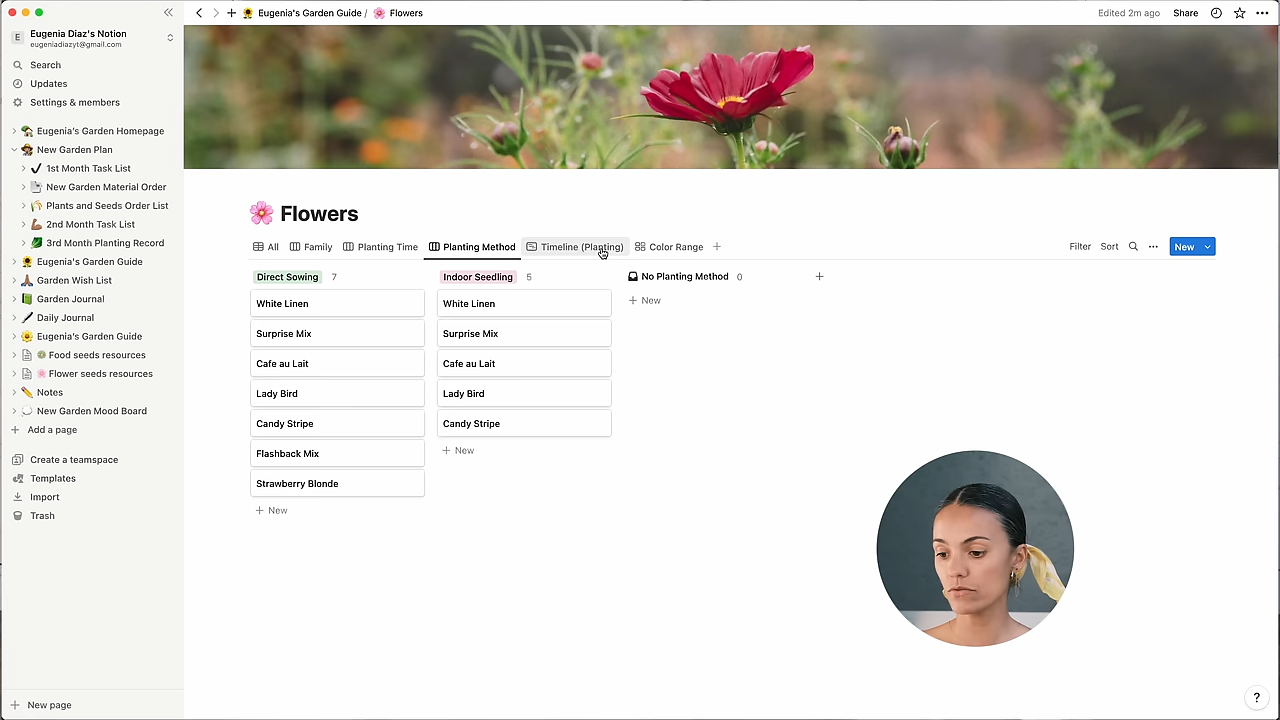 Eugenia Diaz's Notion
eugeniadiazyt@gmail.com
E
Search
Updates
Settings & members
Eugenia's Garden Homepage
New Garden Plan
1st Month Task List
New Garden Material Order
Plants and Seeds Order List
2nd Month Task List
3rd Month Planting Record
Eugenia's Garden Guide
Garden Wish List
Garden Journal
Daily Journal
Eugenia's Garden Guide
Food seeds resources
Flower seeds resources
Notes
New Garden Mood Board
Add a page
Create a teamspace
Templates
Import
Trash
New page
Eugenia's Garden Guide / Flowers
Edited 2m ago Share
Flowers
All Family Planting Time Planting Method Timeline (Planting) Color Range
Filter Sort New
Direct Sowing 7
White Linen
Surprise Mix
Cafe au Lait
Lady Bird
Candy Stripe
Flashback Mix
Strawberry Blonde
+ New
Indoor Seedling 5
White Linen
Surprise Mix
Cafe au Lait
Lady Bird
Candy Stripe
+ New
No Planting Method 0
+ New
?